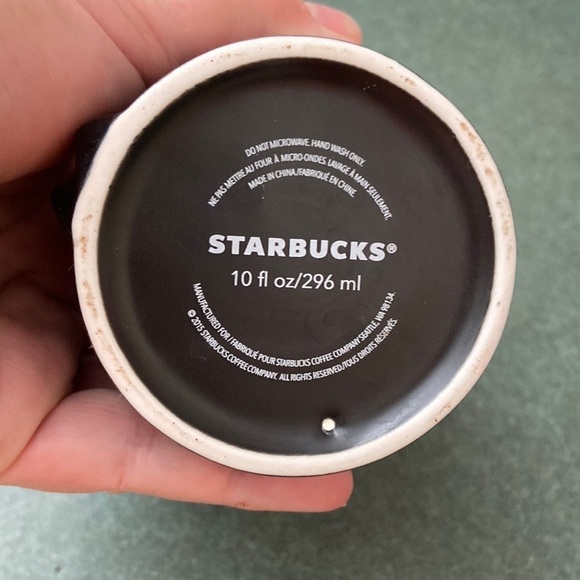 DO NOT MICROWAVE. HAND WASH ONLY.
NE PAS METTRE AU FOUR À MICRO-ONDES. LAVAGE À MAIN SEULEMENT.
MADE IN CHINA/FABRIQUÉ EN CHINE.
STARBUCKS®
10 fl oz/296 ml
MANUFACTURED FOR / FABRIQUÉ POUR STARBUCKS COFFEE COMPANY SEATTLE, WA 98134.
© 2015 STARBUCKS COFFEE COMPANY. ALL RIGHTS RESERVED./TOUS DROITS RÉSERVÉS.